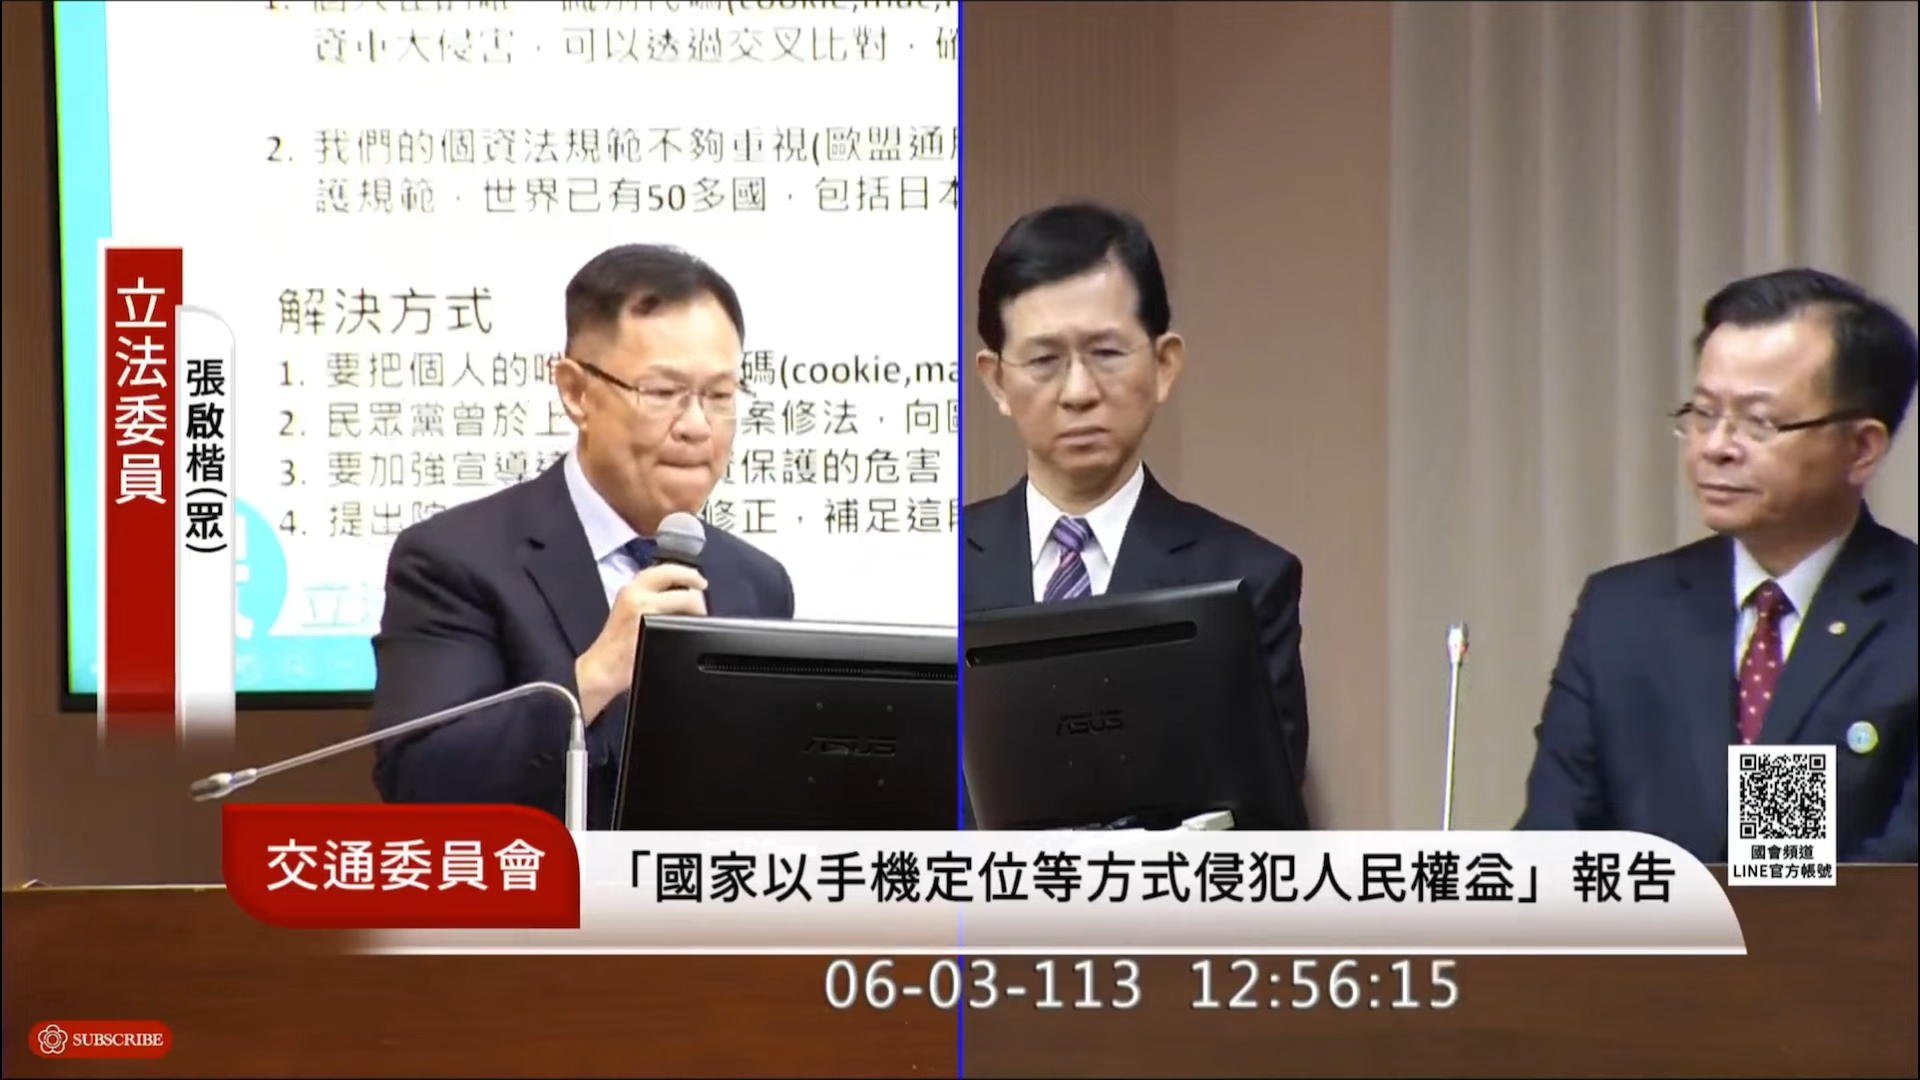 資重大侵害，可以透過交叉比對，確
2. 我們的個資法規範不夠重視(歐盟通用
護規範，世界已有50多國，包括日本
解決方式
1. 要把個人的唯 碼(cookie,ma
2. 民眾黨曾於上 案修法，向
3. 要加強宣導 資保護的危害
4. 提出院 修正，補足這
立法委員
張啟楷(眾)
ASUS
ASUS
國會頻道
LINE官方帳號
交通委員會
「國家以手機定位等方式侵犯人民權益」報告
06-03-113 12:56:15
SUBSCRIBE